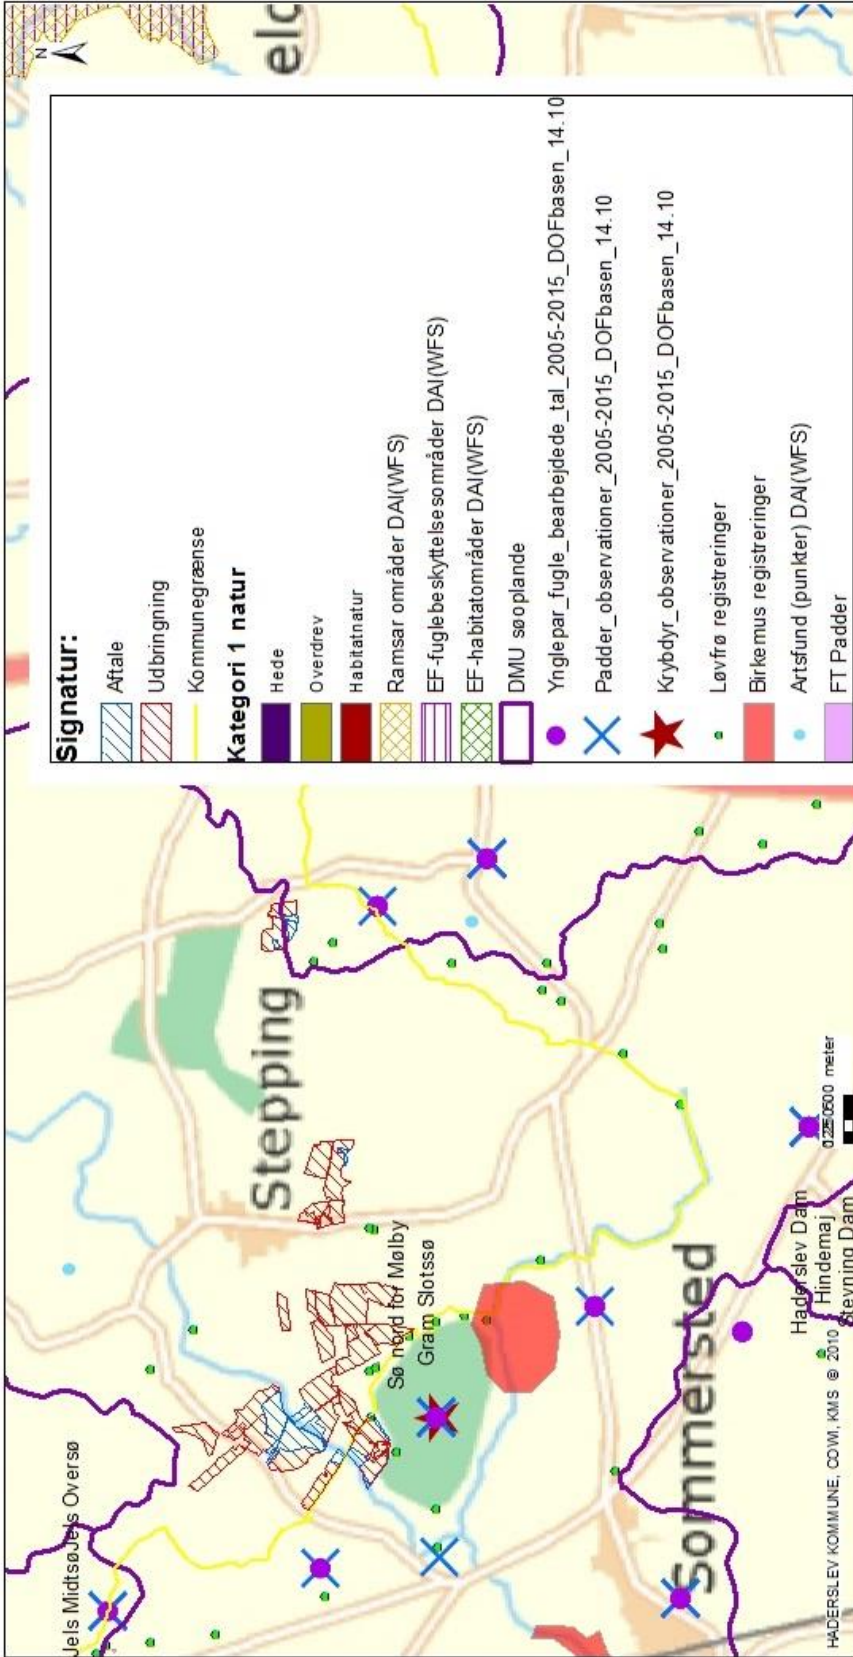 Signatur:
Aftale
Udbringning
Kommunegrænse
Kategori 1 natur
Hede
Overdrev
Habitatnatur
Ramsar områder DAI(WFS)
EF-fuglebeskyttelsesområder DAI(WFS)
EF-habitatområder DAI(WFS)
DMU søoplande
Ynglepar_fugle_bearbejdede_tal_2005-2015_DOFbasen_14.10
Padder_observationer_2005-2015_DOFbasen_14.10
Krybdyr_observationer_2005-2015_DOFbasen_14.10
Løvfrø registreringer
Birkemus registreringer
Artsfund (punkter) DAI(WFS)
FT Padder
N
Jels Midtsø
Jels Oversø
Stepping
Sø nord for Mølby
Gram Slotssø
Sommersted
Haderslev Dam
Hindemaj
Stevning Dam
meter
HADERSLEV KOMMUNE, COWI, KMS © 2010